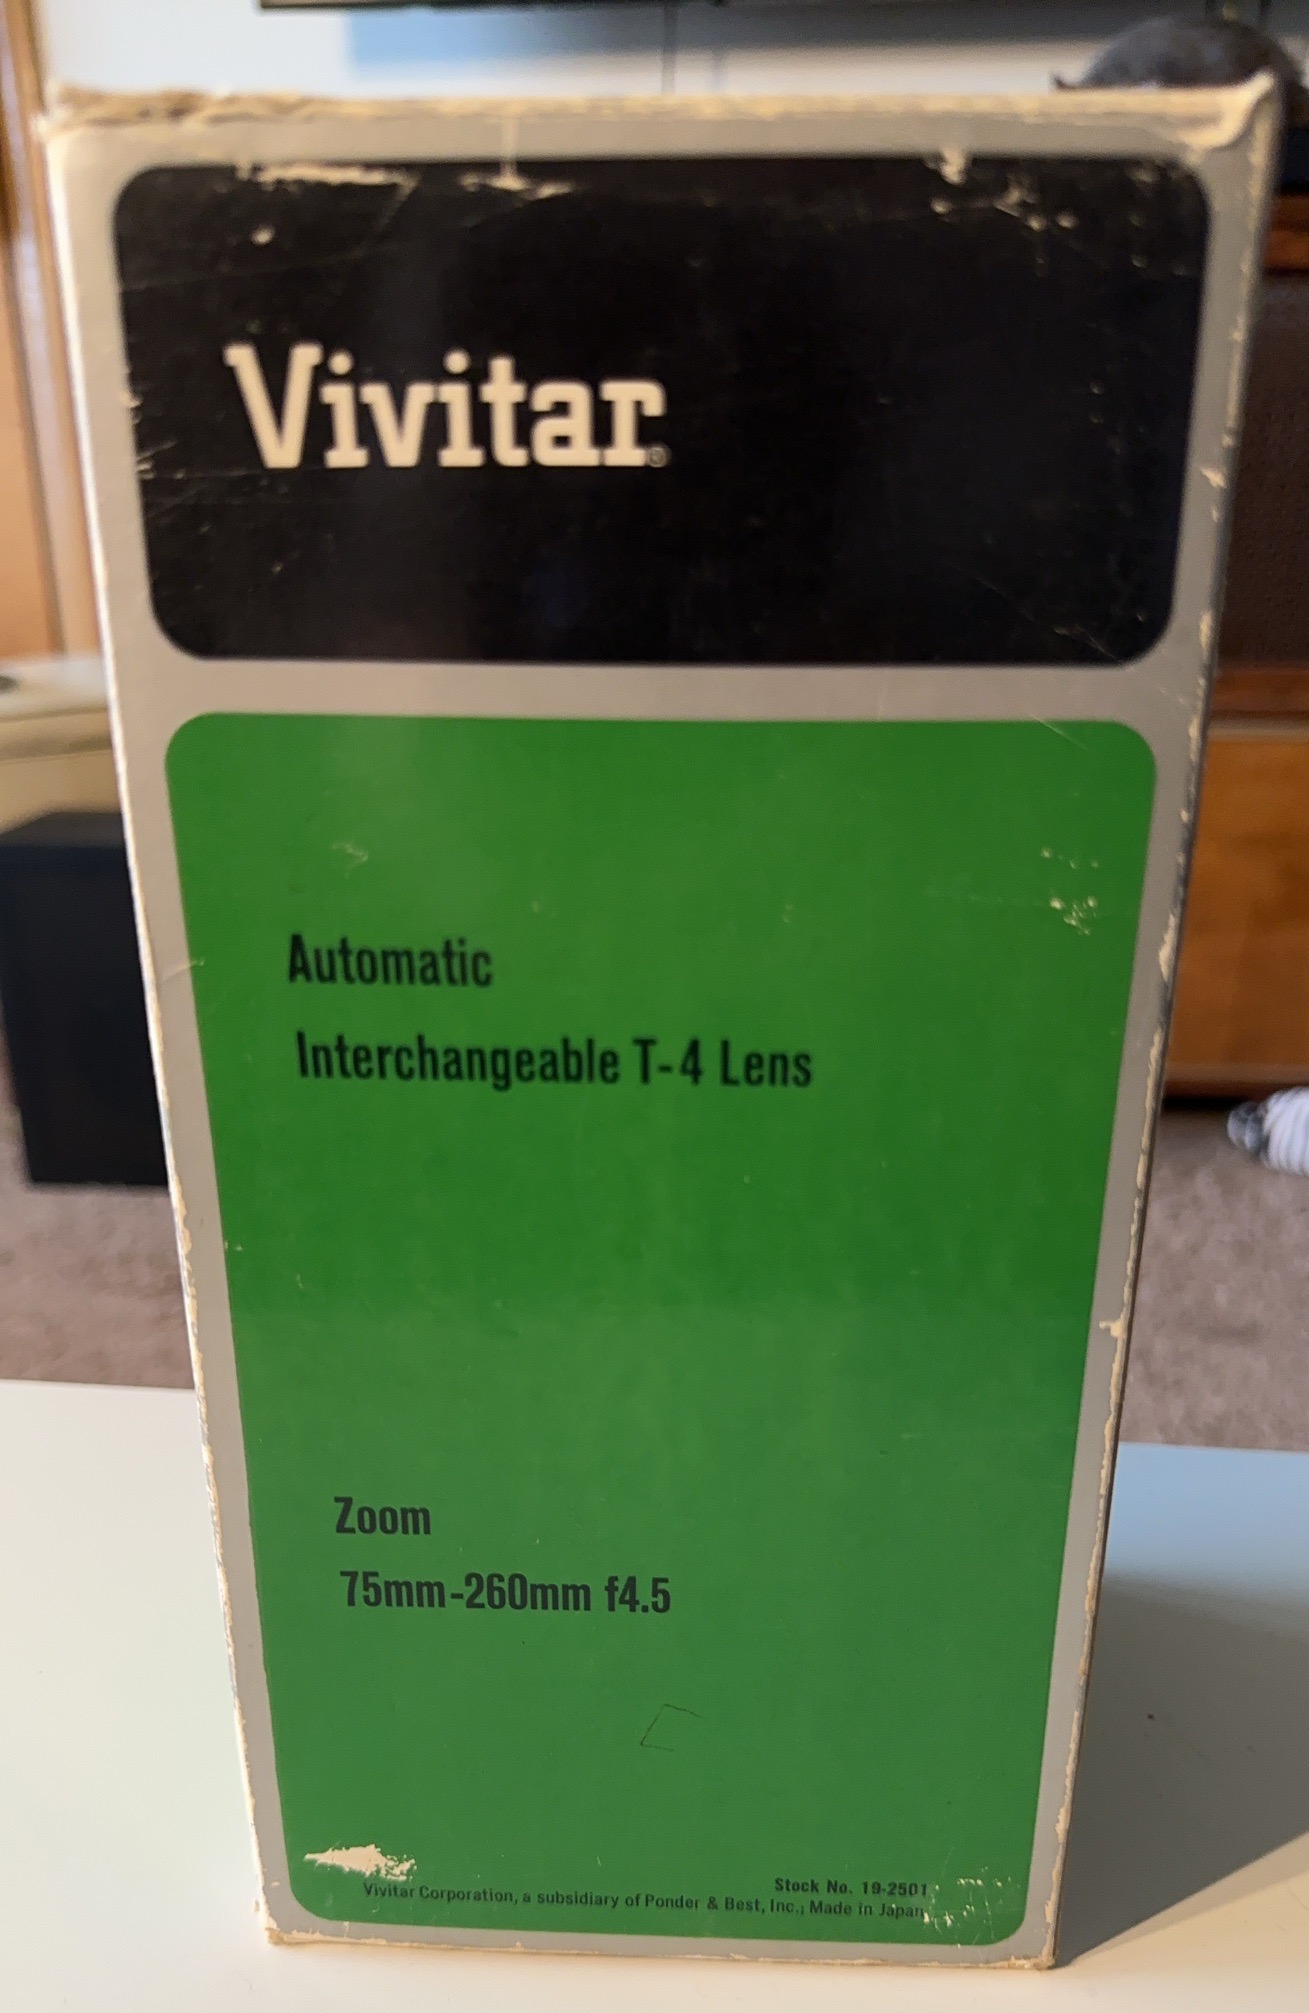 Vivitar®
Automatic
Interchangeable T-4 Lens
Zoom
75mm-260mm f4.5
Stock No. 19-2501
Vivitar Corporation, a subsidiary of Ponder & Best, Inc., Made in Japan